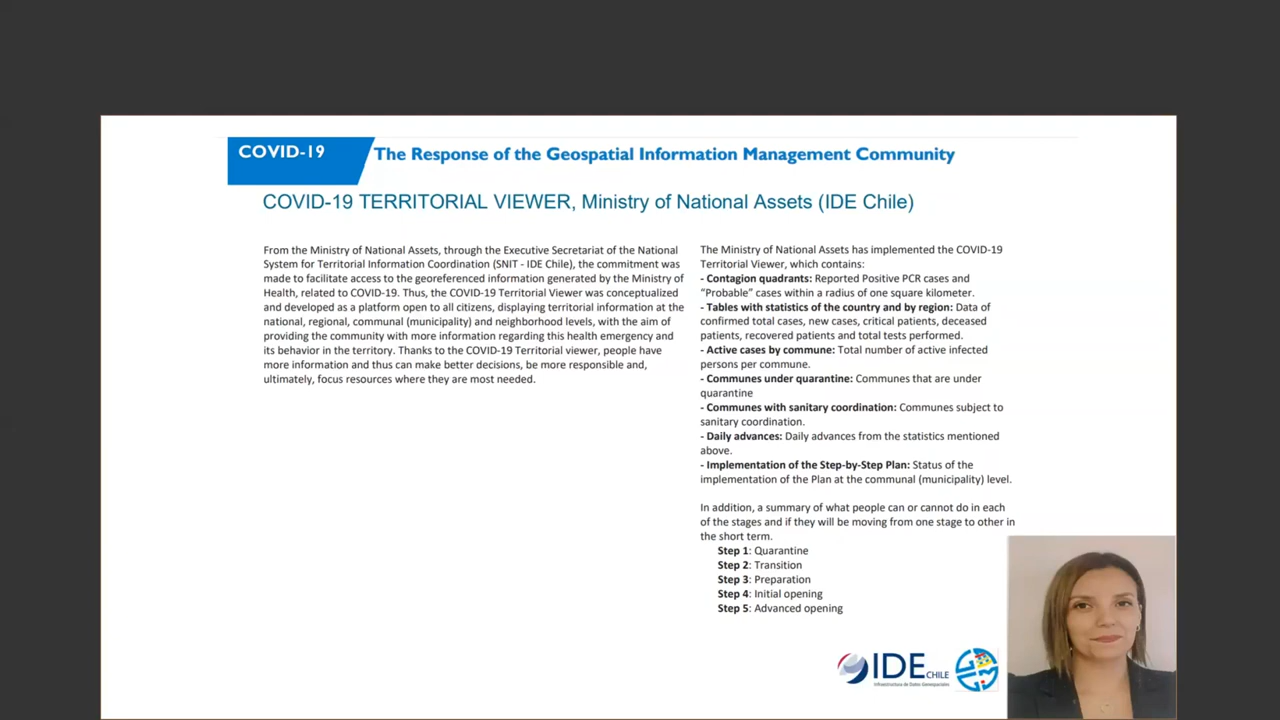 COVID-19
The Response of the Geospatial Information Management Community
COVID-19 TERRITORIAL VIEWER, Ministry of National Assets (IDE Chile)
From the Ministry of National Assets, through the Executive Secretariat of the National
System for Territorial Information Coordination (SNIT - IDE Chile), the commitment was
made to facilitate access to the georeferenced information generated by the Ministry of
Health, related to COVID-19. Thus, the COVID-19 Territorial Viewer was conceptualized
and developed as a platform open to all citizens, displaying territorial information at the
national, regional, communal (municipality) and neighborhood levels, with the aim of
providing the community with more information regarding this health emergency and
its behavior in the territory. Thanks to the COVID-19 Territorial viewer, people have
more information and thus can make better decisions, be more responsible and,
ultimately, focus resources where they are most needed.
The Ministry of National Assets has implemented the COVID-19
Territorial Viewer, which contains:
- Contagion quadrants: Reported Positive PCR cases and
“Probable” cases within a radius of one square kilometer.
- Tables with statistics of the country and by region: Data of
confirmed total cases, new cases, critical patients, deceased
patients, recovered patients and total tests performed.
- Active cases by commune: Total number of active infected
persons per commune.
- Communes under quarantine: Communes that are under
quarantine
- Communes with sanitary coordination: Communes subject to
sanitary coordination.
- Daily advances: Daily advances from the statistics mentioned
above.
- Implementation of the Step-by-Step Plan: Status of the
implementation of the Plan at the communal (municipality) level.
In addition, a summary of what people can or cannot do in each
of the stages and if they will be moving from one stage to other in
the short term.
Step 1: Quarantine
Step 2: Transition
Step 3: Preparation
Step 4: Initial opening
Step 5: Advanced opening
IDE CHILE
Infraestructura de Datos Geoespaciales